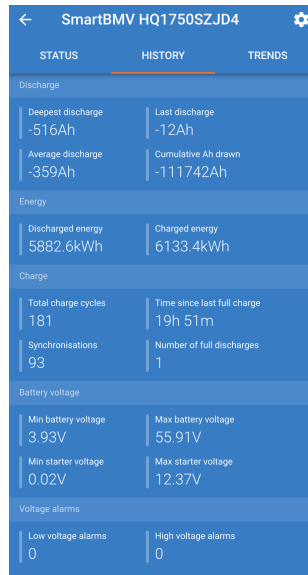 SmartBMV HQ1750SZJD4
STATUS HISTORY TRENDS
Discharge
Deepest discharge Last discharge
-516Ah -12Ah
Average discharge Cumulative Ah drawn
-359Ah -111742Ah
Energy
Discharged energy Charged energy
5882.6kWh 6133.4kWh
Charge
Total charge cycles Time since last full charge
181 19h 51m
Synchronisations Number of full discharges
93 1
Battery voltage
Min battery voltage Max battery voltage
3.93V 55.91V
Min starter voltage Max starter voltage
0.02V 12.37V
Voltage alarms
Low voltage alarms High voltage alarms
0 0